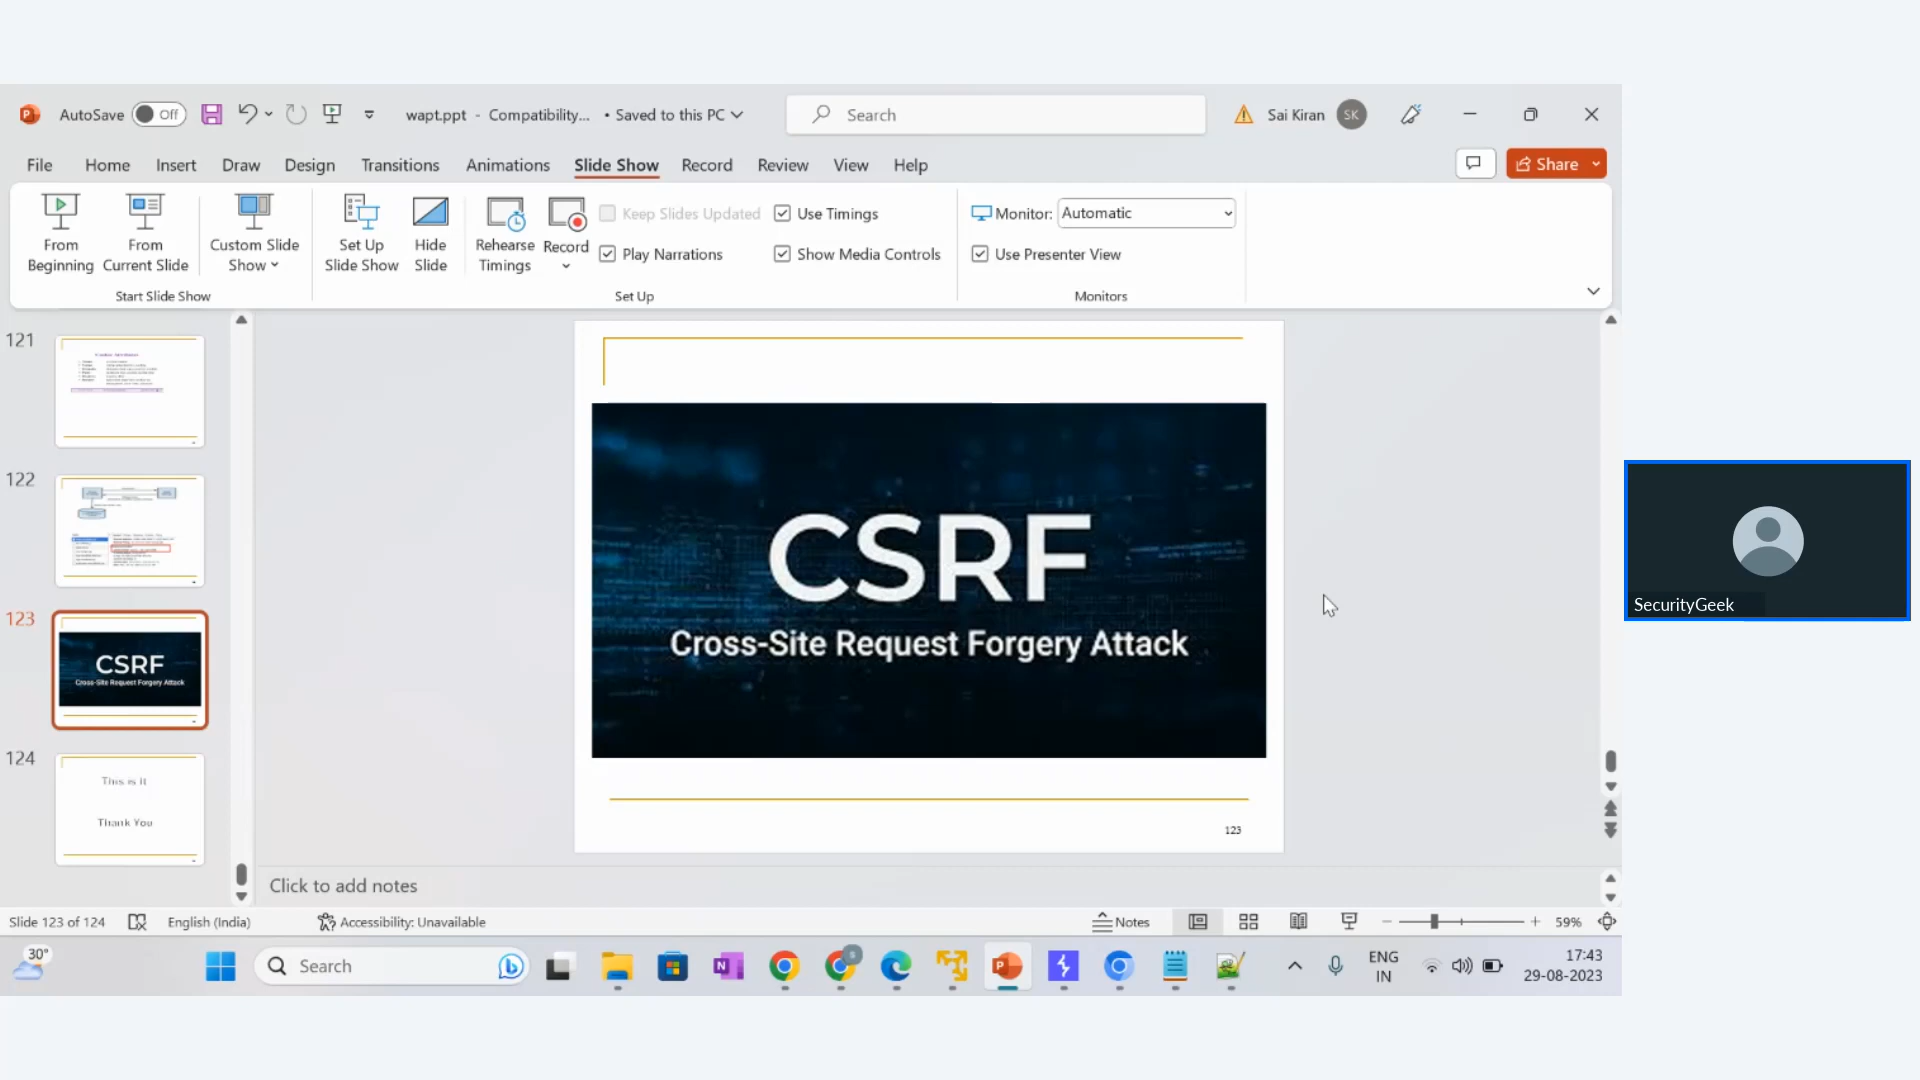 AutoSave Off wapt.ppt - Compatibility... • Saved to this PC Search Sai Kiran SK
File Home Insert Draw Design Transitions Animations Slide Show Record Review View Help Share
From Beginning
From Current Slide
Custom Slide Show
Set Up Slide Show
Hide Slide
Rehearse Timings
Record
Keep Slides Updated
Use Timings
Play Narrations
Show Media Controls
Monitor: Automatic
Use Presenter View
Start Slide Show
Set Up
Monitors
121
122
123
CSRF
Cross-Site Request Forgery Attack
124
This is It
Thank You
CSRF
Cross-Site Request Forgery Attack
123
Click to add notes
Slide 123 of 124 English (India) Accessibility: Unavailable Notes 59%
30° Search ENG IN 17:43 29-08-2023
SecurityGeek